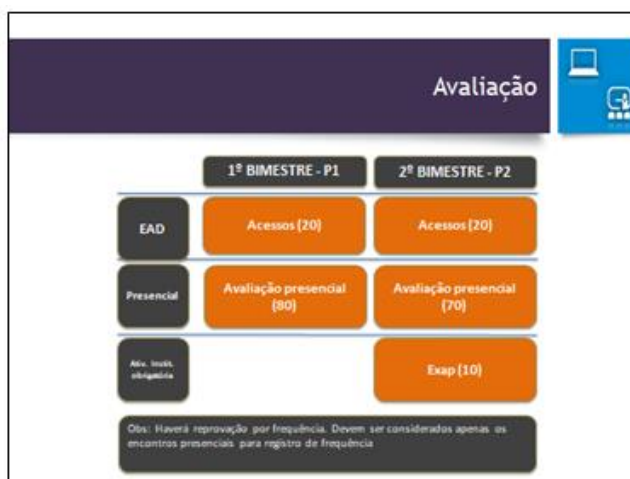 Avaliação
1º BIMESTRE - P1
2º BIMESTRE - P2
EAD
Acessos (20)
Acessos (20)
Presencial
Avaliação presencial
(80)
Avaliação presencial
(70)
Ativ. Instit.
obrigatória
Exap (10)
Obs: Haverá reprovação por frequência. Devem ser considerados apenas os
encontros presenciais para registro de frequência